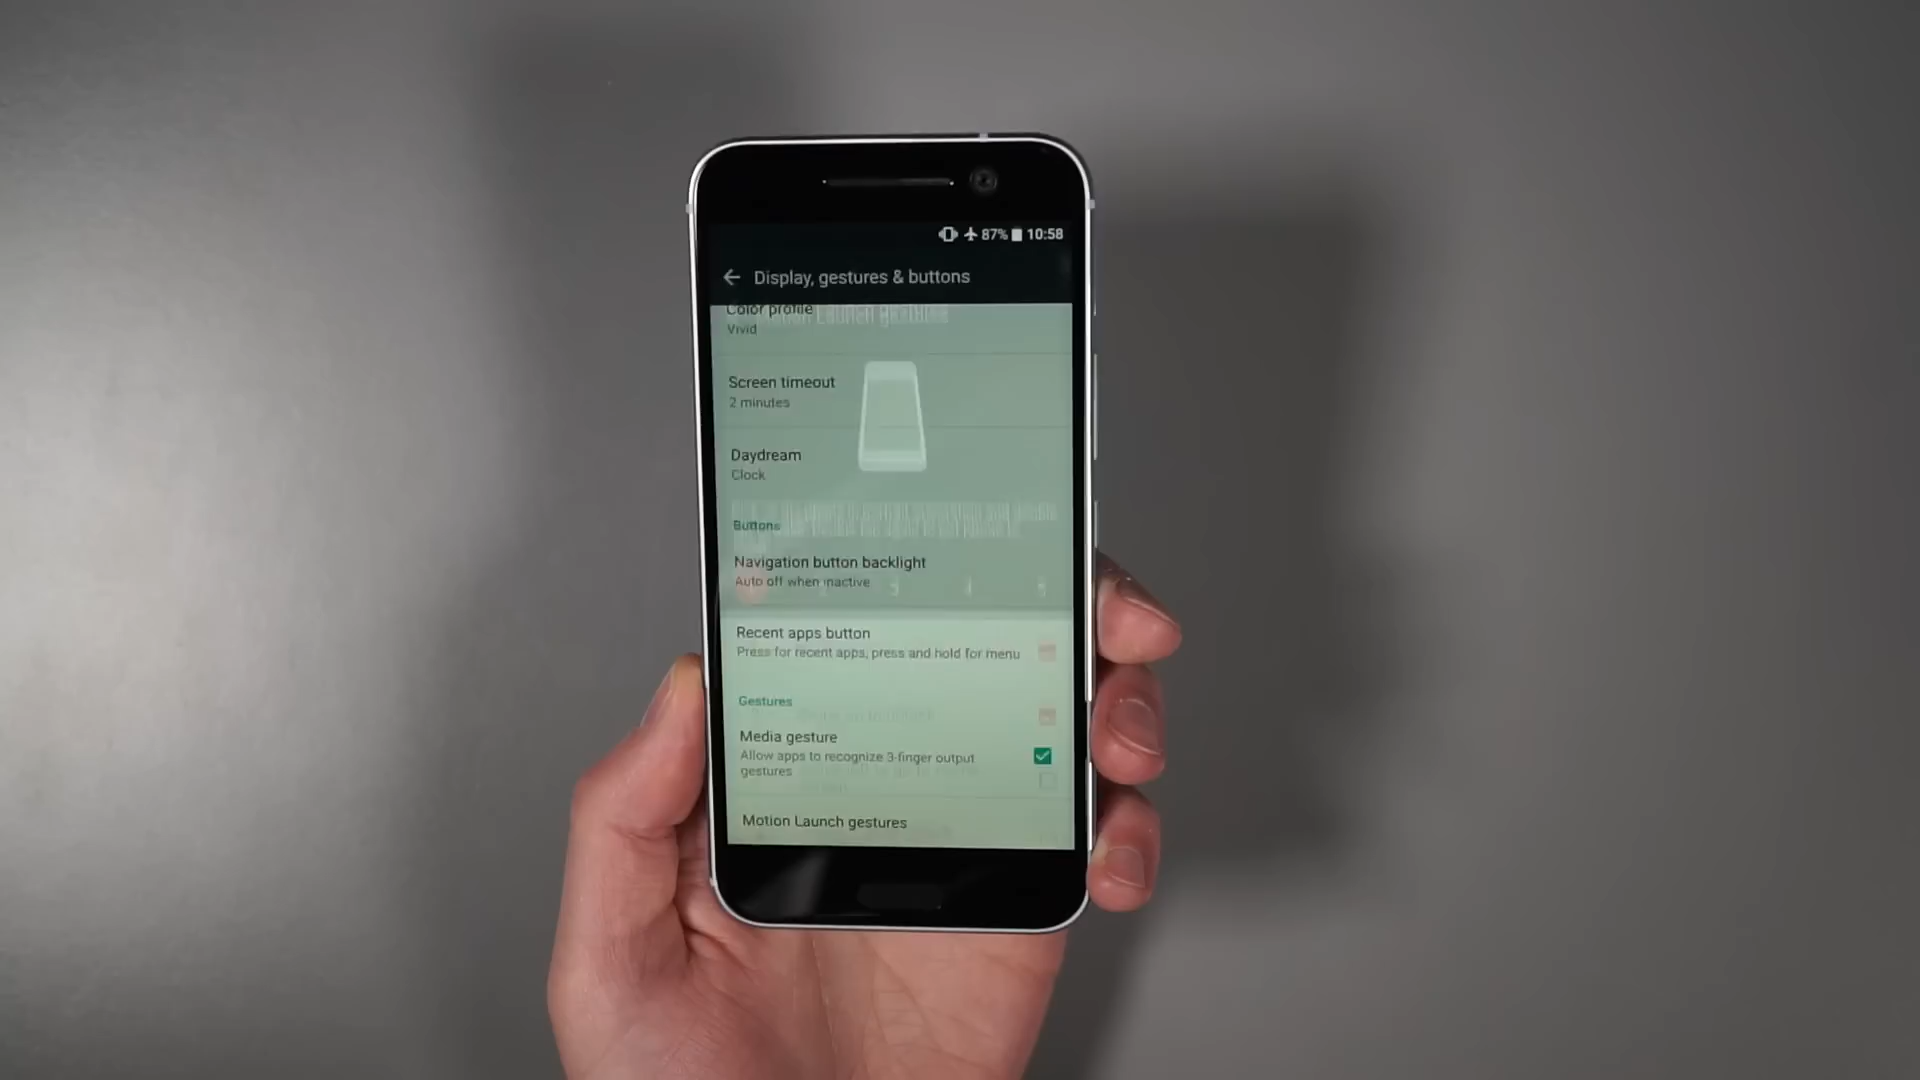 87% 10:58
Display, gestures & buttons
Color profile
Vivid
Screen timeout
2 minutes
Daydream
Clock
Buttons
Navigation button backlight
Auto off when inactive
Recent apps button
Press for recent apps, press and hold for menu
Gestures
Media gesture
Allow apps to recognize 3-finger output
gestures
Motion Launch gestures